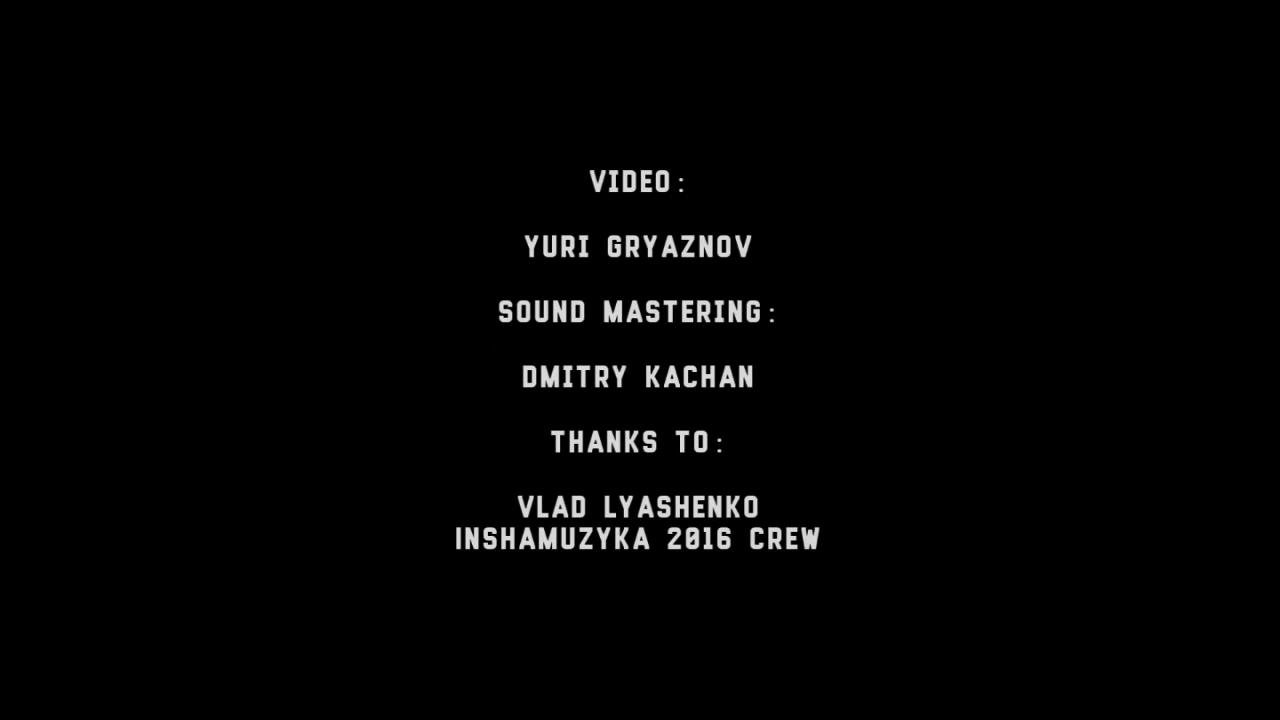 VIDEO:
YURI GRYAZNOV
SOUND MASTERING:
DMITRY KACHAN
THANKS TO:
VLAD LYASHENKO
INSHAMUZYKA 2016 CREW